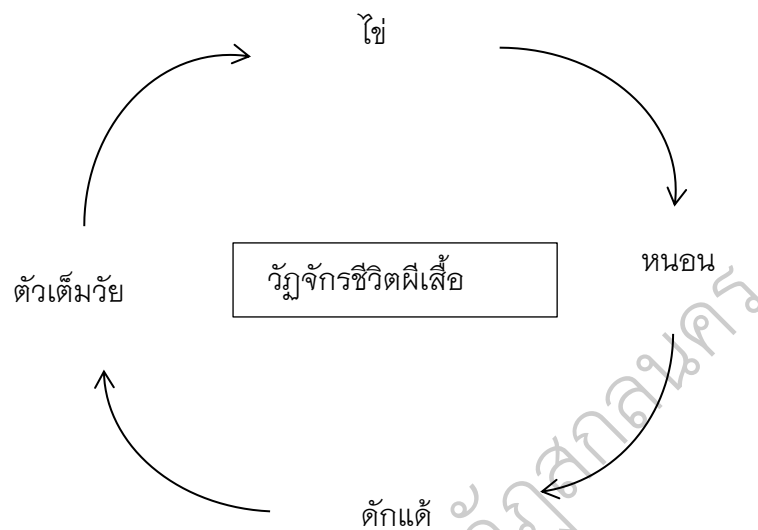 ไข่
หนอน
ตัวเต็มวัย
วัฏจักรชีวิตผีเสื้อ
ดักแด้